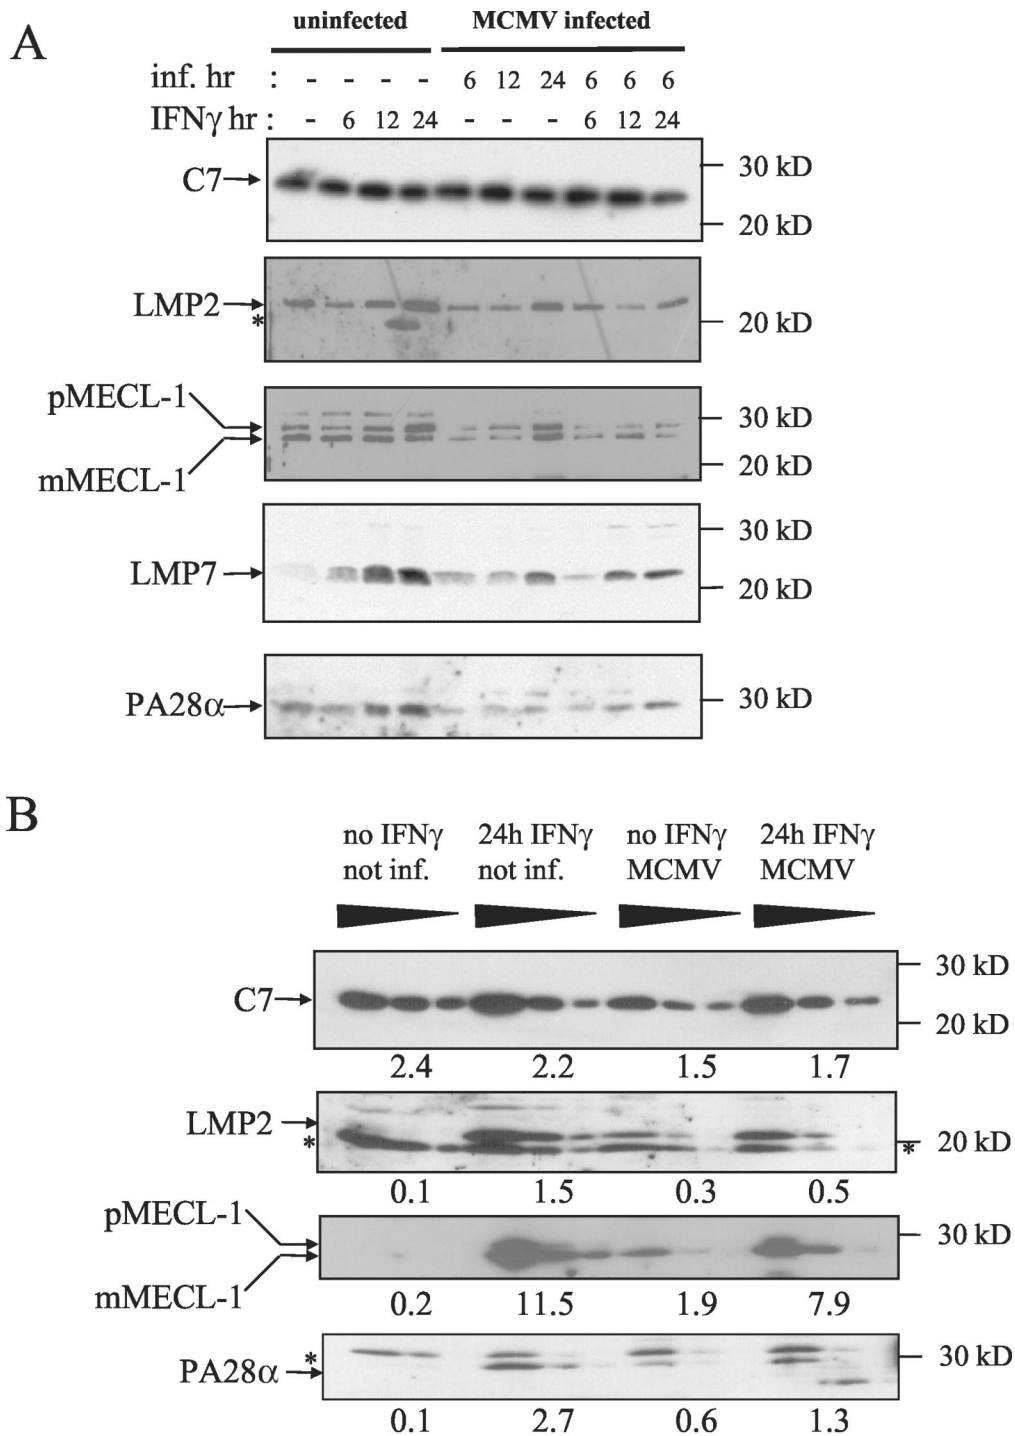 A
uninfected MCMV infected
inf. hr : - - - - 6 12 24 6 6 6
IFNγ hr : - 6 12 24 - - - 6 12 24
C7
30 kD
20 kD
LMP2
*
20 kD
pMECL-1
mMECL-1
30 kD
20 kD
LMP7
30 kD
20 kD
PA28α
30 kD
B
no IFNγ 24h IFNγ no IFNγ 24h IFNγ
not inf. not inf. MCMV MCMV
C7
30 kD
20 kD
2.4 2.2 1.5 1.7
LMP2
*
20 kD
*
0.1 1.5 0.3 0.5
pMECL-1
mMECL-1
30 kD
0.2 11.5 1.9 7.9
*
PA28α
30 kD
0.1 2.7 0.6 1.3